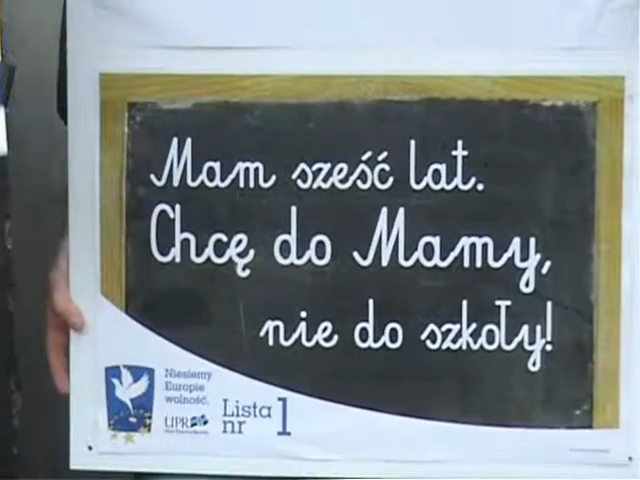 Mam sześć lat.
Chcę do Mamy,
nie do szkoły!
Niesiemy
Europie
wolność.
UPR
Lista
nr 1